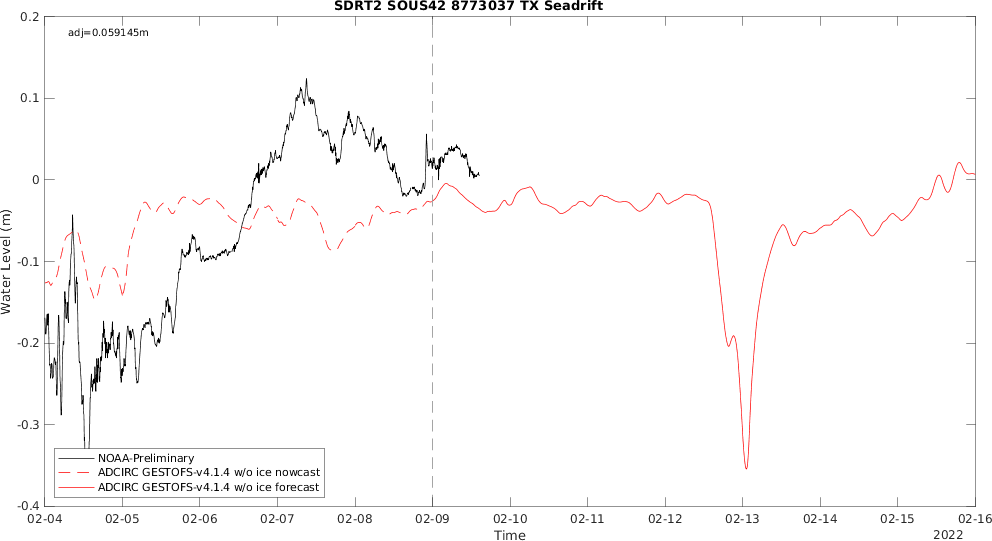 SDRT2 SOUS42 8773037 TX Seadrift
adj=0.059145m
0.2
0.1
0
-0.1
-0.2
-0.3
-0.4
Water Level (m)
NOAA-Preliminary
ADCIRC GESTOFS-v4.1.4 w/o ice nowcast
ADCIRC GESTOFS-v4.1.4 w/o ice forecast
02-04 02-05 02-06 02-07 02-08 02-09 02-10 02-11 02-12 02-13 02-14 02-15 02-16
Time
2022